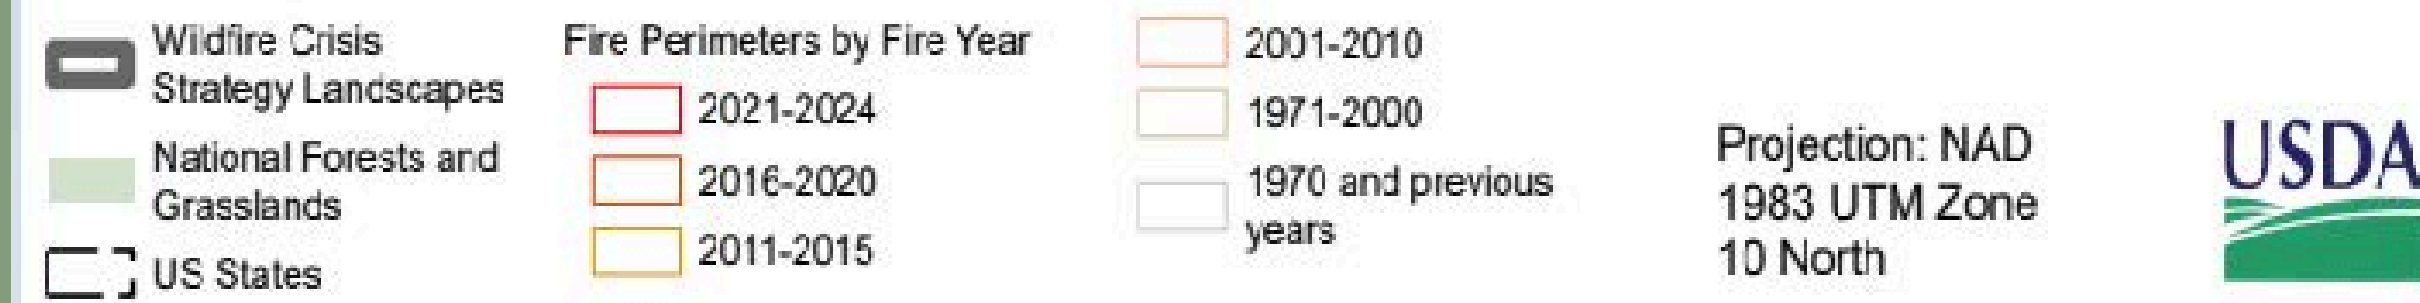 Wildfire Crisis
Strategy Landscapes
National Forests and
Grasslands
US States
Fire Perimeters by Fire Year
2021-2024
2016-2020
2011-2015
2001-2010
1971-2000
1970 and previous
years
Projection: NAD
1983 UTM Zone
10 North
USDA